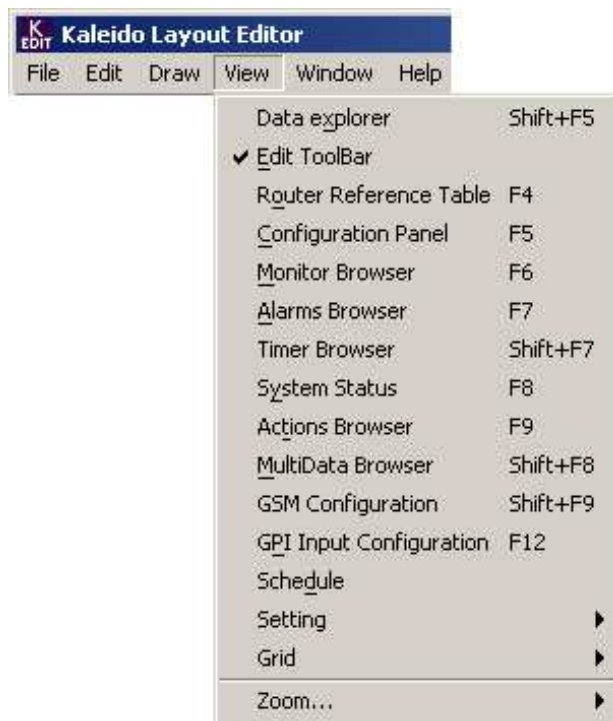 K EDIT Kaleido Layout Editor
File Edit Draw View Window Help
Data explorer Shift+F5
Edit ToolBar
Router Reference Table F4
Configuration Panel F5
Monitor Browser F6
Alarms Browser F7
Timer Browser Shift+F7
System Status F8
Actions Browser F9
MultiData Browser Shift+F8
GSM Configuration Shift+F9
GPI Input Configuration F12
Schedule
Setting
Grid
Zoom...